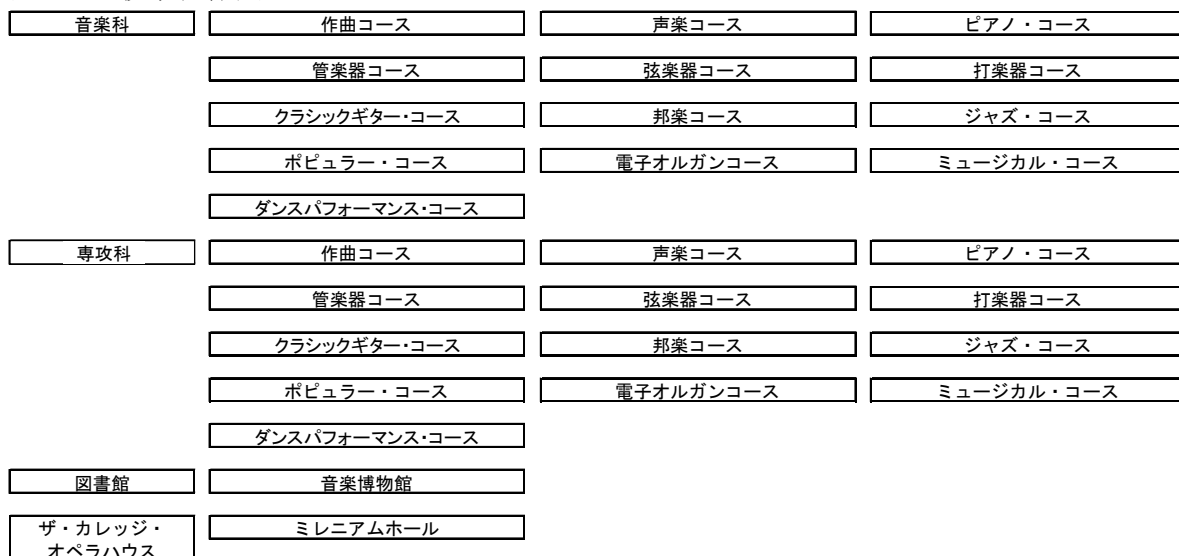 音楽科 作曲コース 声楽コース ピアノ・コース
管楽器コース 弦楽器コース 打楽器コース
クラシックギター・コース 邦楽コース ジャズ・コース
ポピュラー・コース 電子オルガンコース ミュージカル・コース
ダンスパフォーマンス・コース
専攻科 作曲コース 声楽コース ピアノ・コース
管楽器コース 弦楽器コース 打楽器コース
クラシックギター・コース 邦楽コース ジャズ・コース
ポピュラー・コース 電子オルガンコース ミュージカル・コース
ダンスパフォーマンス・コース
図書館 音楽博物館
ザ・カレッジ・ ミレニアムホール
オペラハウス